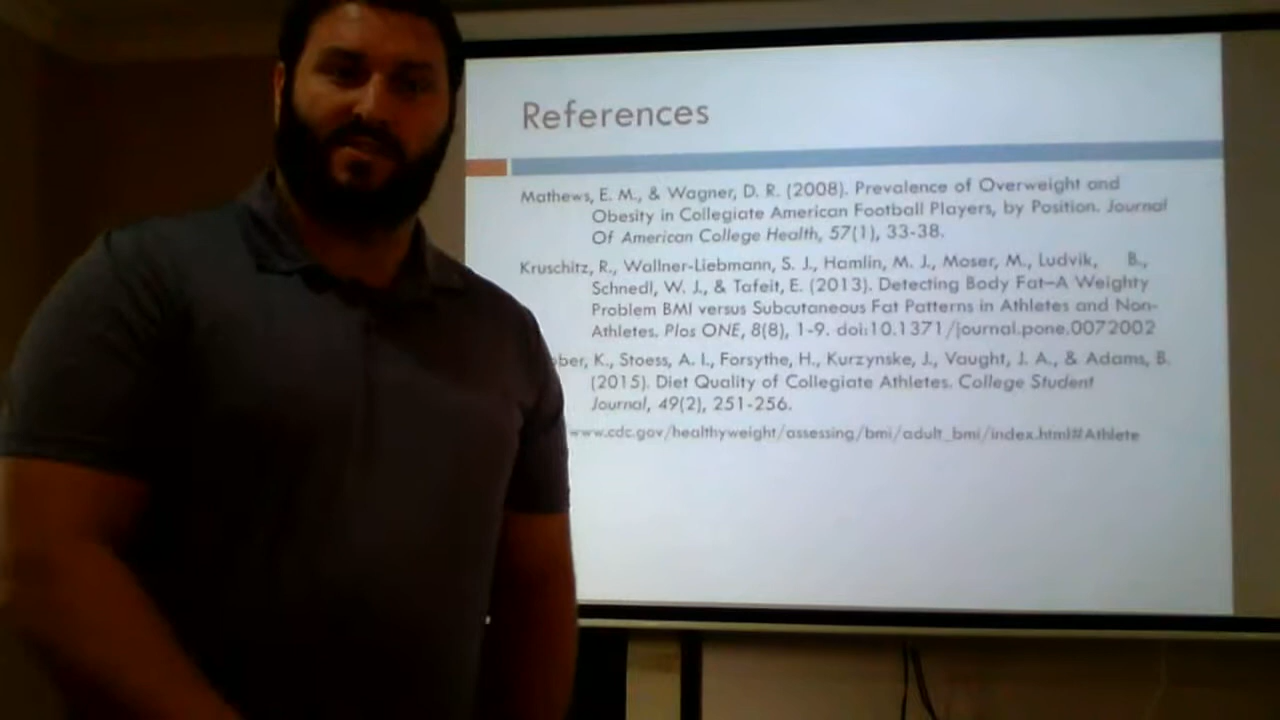 References
Mathews, E. M., & Wagner, D. R. (2008). Prevalence of Overweight and
Obesity in Collegiate American Football Players, by Position. Journal
Of American College Health, 57(1), 33-38.
Kruschitz, R., Wallner-Liebmann, S. J., Hamlin, M. J., Moser, M., Ludvik, B.,
Schnedl, W. J., & Tafeit, E. (2013). Detecting Body Fat–A Weighty
Problem BMI versus Subcutaneous Fat Patterns in Athletes and Non-
Athletes. Plos ONE, 8(8), 1-9. doi:10.1371/journal.pone.0072002
ber, K., Stoess, A. I., Forsythe, H., Kurzynske, J., Vaught, J. A., & Adams, B.
(2015). Diet Quality of Collegiate Athletes. College Student
Journal, 49(2), 251-256.
www.cdc.gov/healthyweight/assessing/bmi/adult_bmi/index.html#Athlete